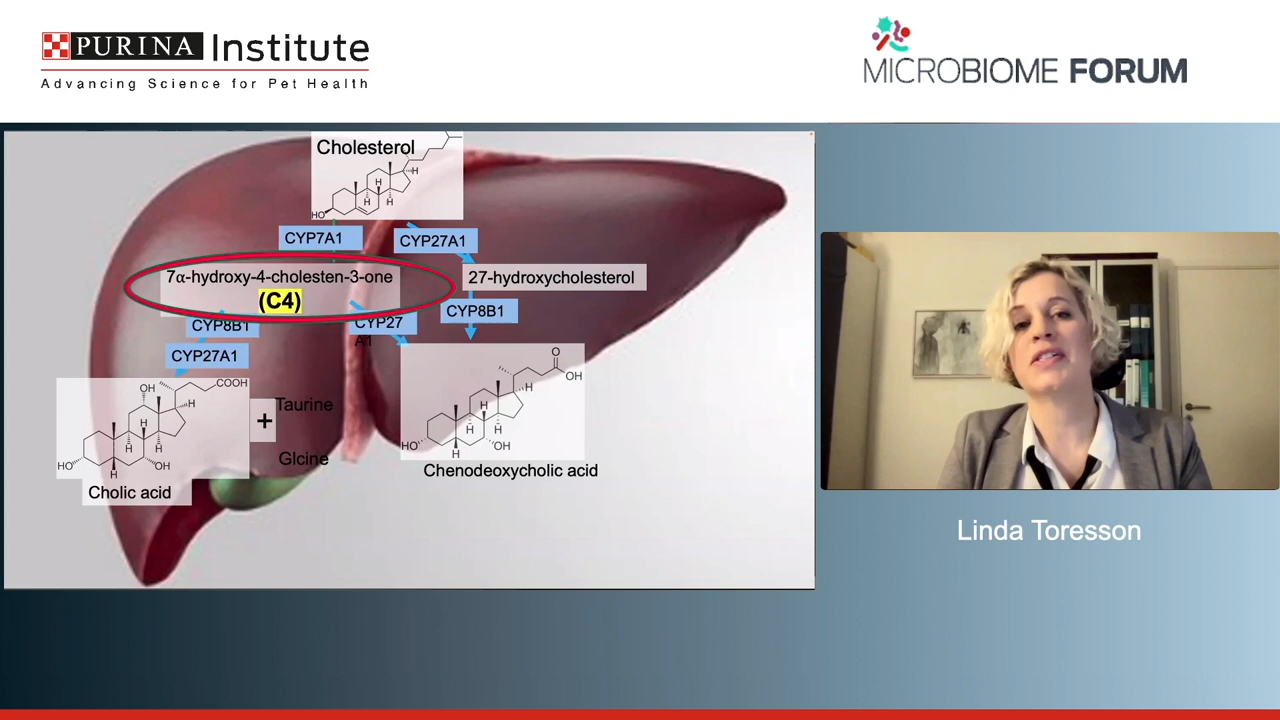 PURINA Institute
Advancing Science for Pet Health
MICROBIOME FORUM
Cholesterol
H
H
H
H
HO
CYP7A1
CYP27A1
7α-hydroxy-4-cholesten-3-one
(C4)
27-hydroxycholesterol
CYP8B1
CYP27
A1
CYP8B1
CYP27A1
OH
COOH
H
H
H
H
HO
OH
H
Cholic acid
+
Taurine
Glcine
O
OH
H
H
H
H
HO
OH
H
Chenodeoxycholic acid
Linda Toresson